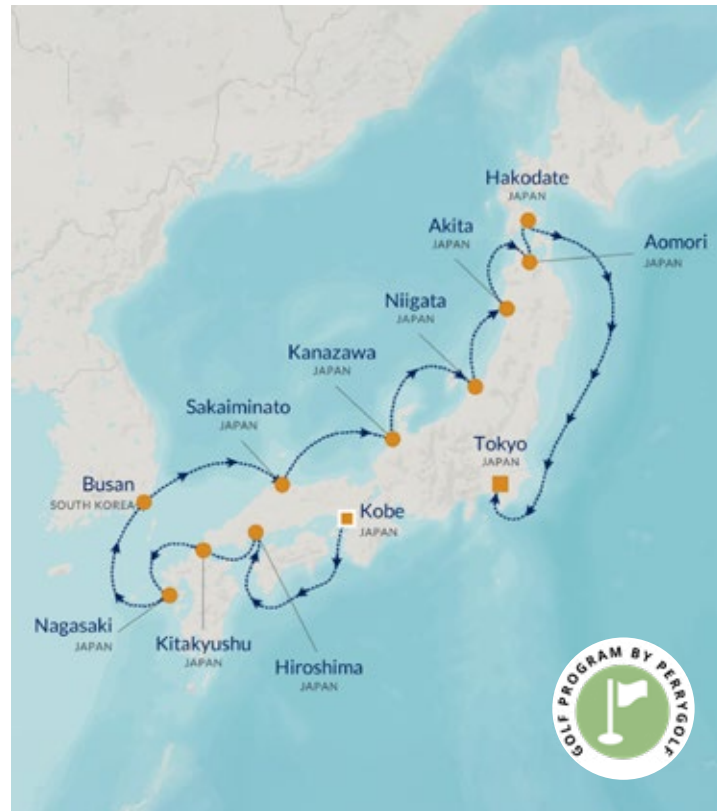 Hakodate
JAPAN
Akita
JAPAN
Aomori
JAPAN
Niigata
JAPAN
Kanazawa
JAPAN
Sakaiminato
JAPAN
Tokyo
JAPAN
Busan
SOUTH KOREA
Kobe
JAPAN
Nagasaki
JAPAN
Kitakyushu
JAPAN
Hiroshima
JAPAN
GOLF PROGRAM BY PERRYGOLF